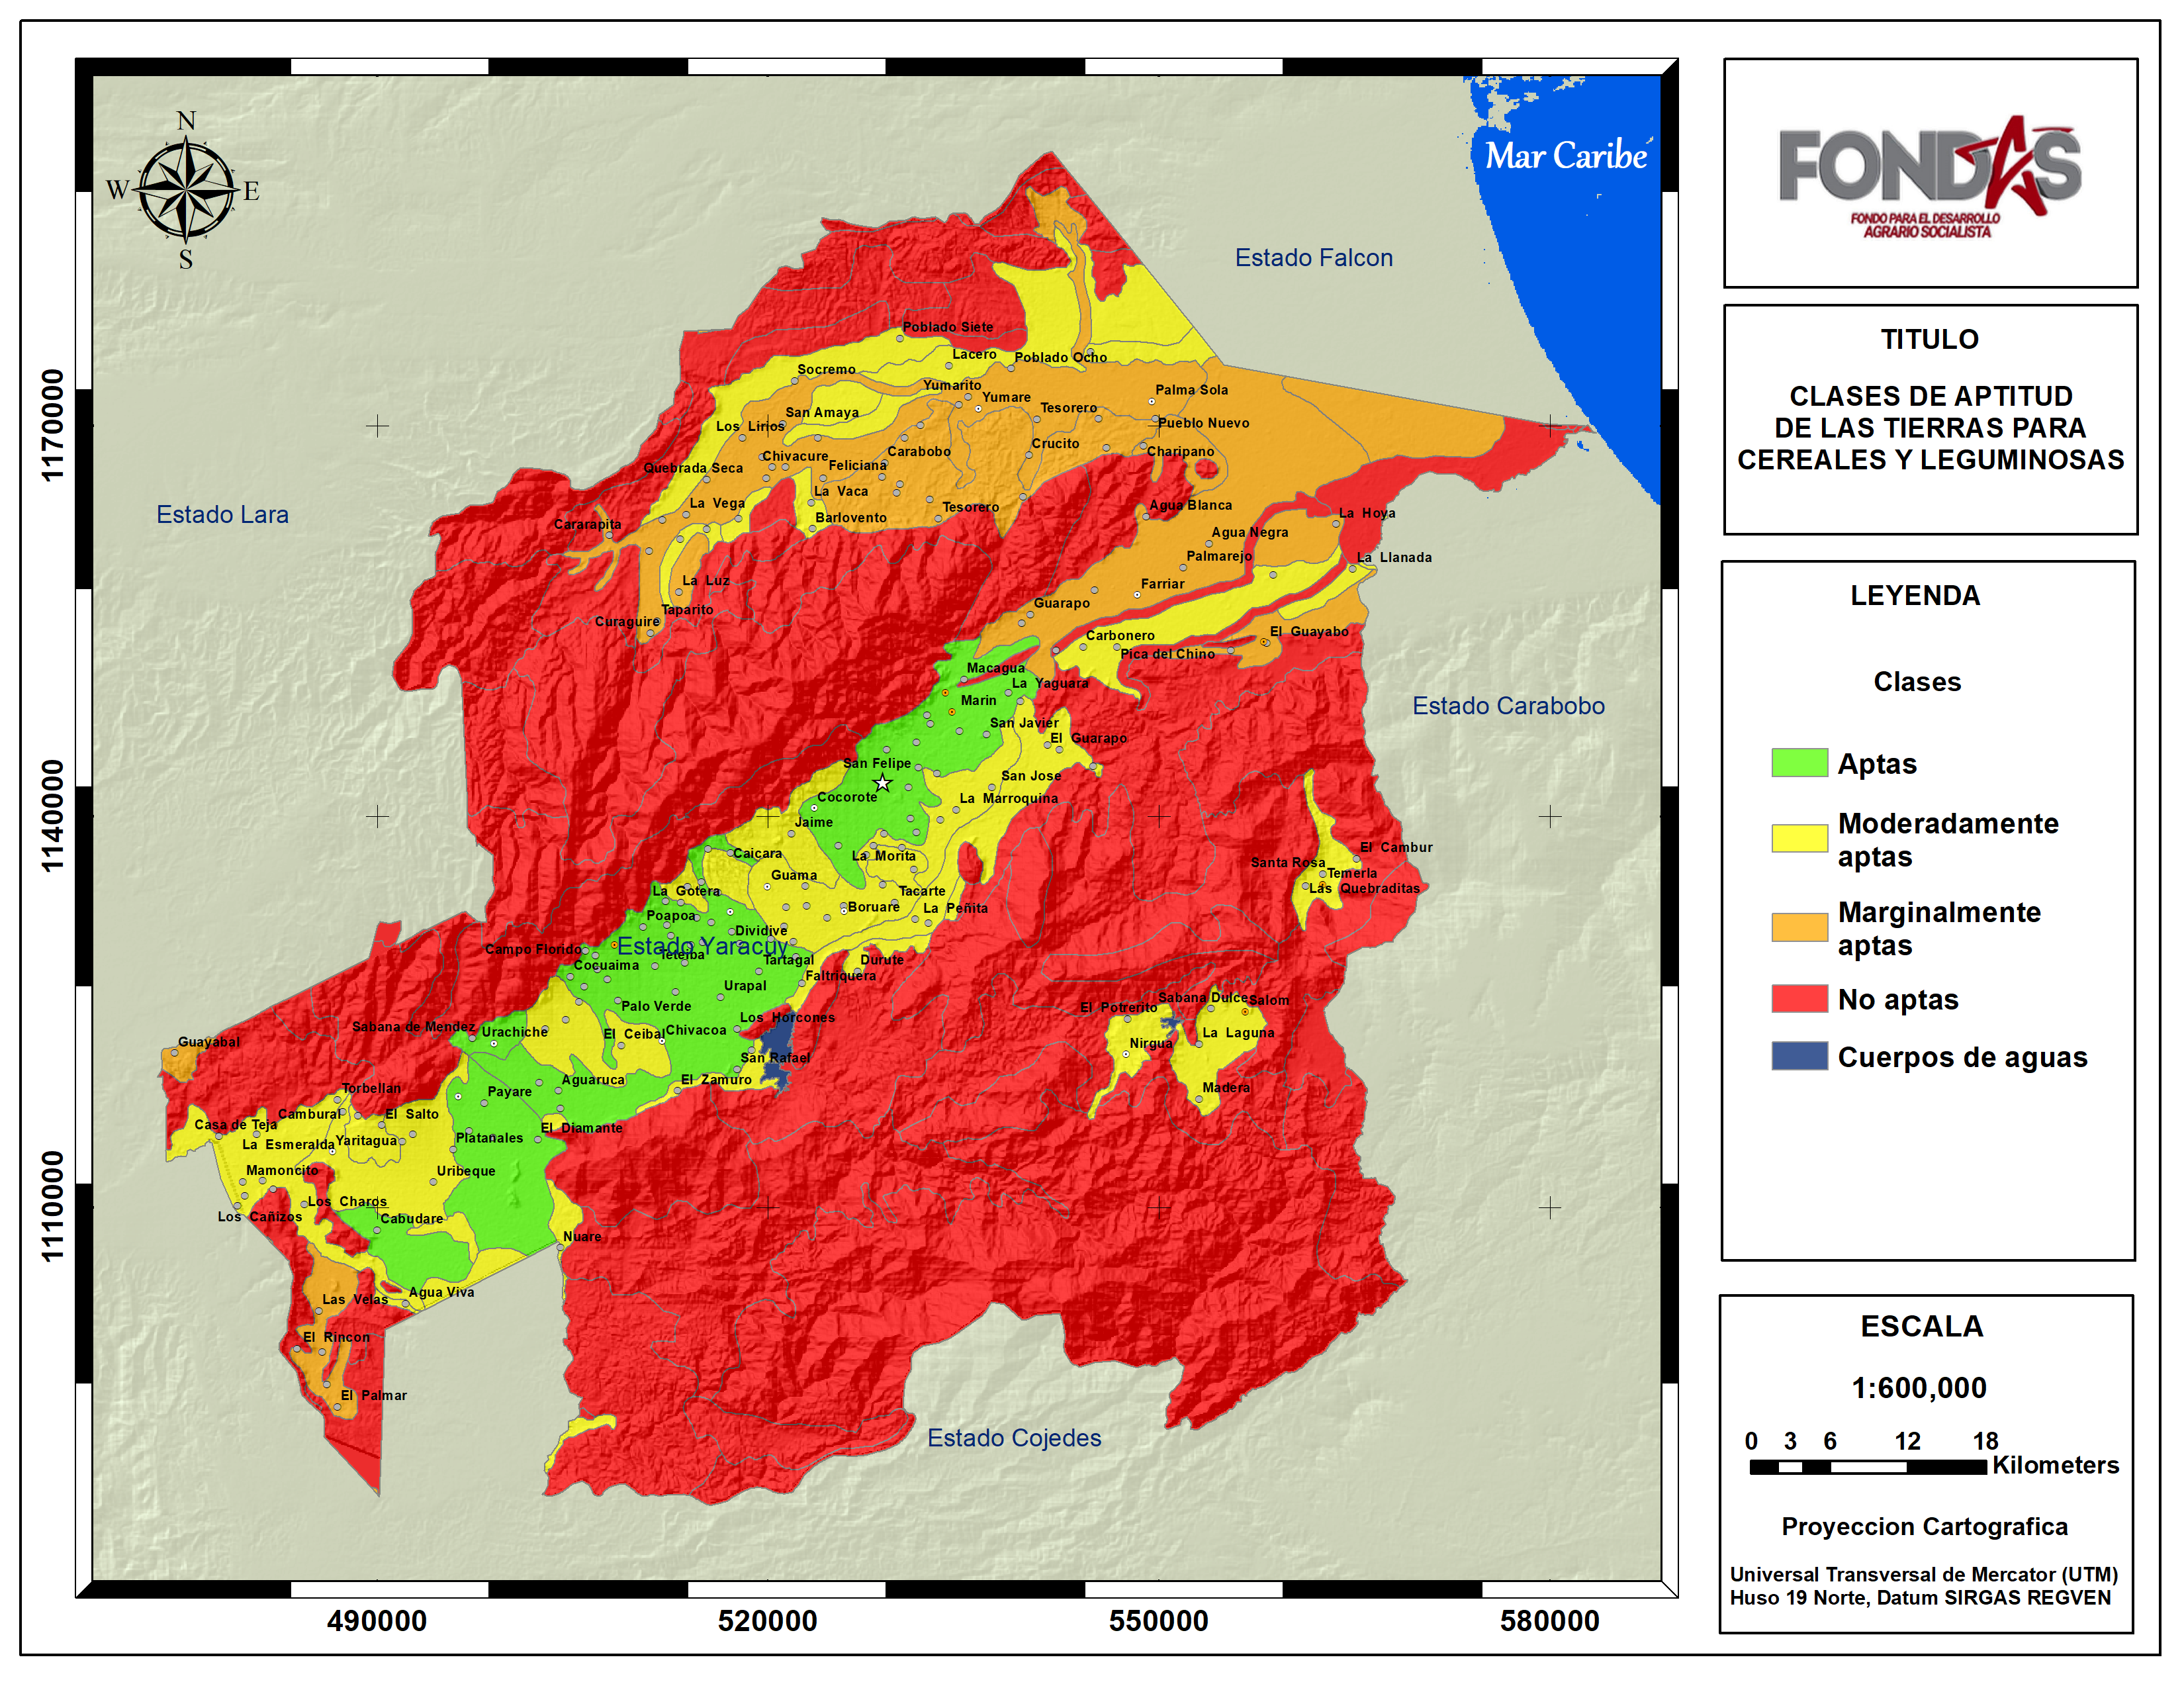 N
W
E
S
Mar Caribe
Estado Falcon
Estado Lara
Estado Carabobo
Estado Yaracuy
Estado Cojedes
Poblado Siete
Lacero
Poblado Ocho
Socremo
Yumarito
Yumare
Palma Sola
San Amaya
Tesorero
Los Lirios
Pueblo Nuevo
Crucito
Carabobo
Charipano
Chivacure
Feliciana
Quebrada Seca
La Vaca
La Vega
Tesorero
Agua Blanca
Barlovento
Cararapita
La Hoya
Agua Negra
Palmarejo
La Llanada
La Luz
Farriar
Taparito
Guarapo
Curaguire
Carbonero
El Guayabo
Pica del Chino
Macagua
La Yaguara
Marin
San Javier
El Guarapo
San Felipe
San Jose
Cocorote
La Marroquina
Jaime
Caicara
La Morita
El Cambur
Santa Rosa
Temerla
Las Quebraditas
Guama
La Gotera
Tacarte
Boruare
La Peñita
Poapoa
Dividive
Campo Florido
Teteiba
Tartagal
Durute
Cocuaima
Faltriquera
Urapal
Palo Verde
El Potrerito
Sabana Dulce
Salom
Los Horcones
Sabana de Mendez
Urachiche
El Ceibal
Chivacoa
La Laguna
Nirgua
Guayabal
San Rafael
Aguaruca
El Zamuro
Madera
Torbellan
Payare
Cambural
El Salto
Casa de Teja
La Esmeralda
Yaritagua
Platanales
El Diamante
Mamoncito
Uribeque
Los Charos
Los Cañizos
Cabudare
Nuare
Las Velas
Agua Viva
El Rincon
El Palmar
1170000
1140000
1110000
490000
520000
550000
580000
FONDAS
FONDO PARA EL DESARROLLO
AGRARIO SOCIALISTA
TITULO
CLASES DE APTITUD
DE LAS TIERRAS PARA
CEREALES Y LEGUMINOSAS
LEYENDA
Clases
Aptas
Moderadamente
aptas
Marginalmente
aptas
No aptas
Cuerpos de aguas
ESCALA
1:600,000
0 3 6 12 18
Kilometers
Proyeccion Cartografica
Universal Transversal de Mercator (UTM)
Huso 19 Norte, Datum SIRGAS REGVEN